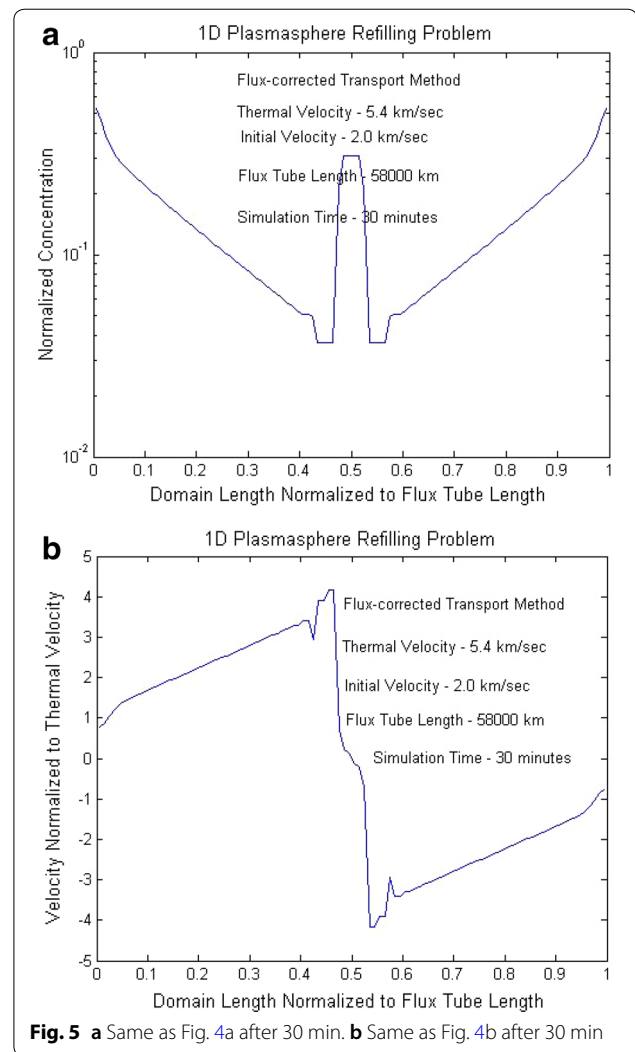 a
1D Plasmasphere Refilling Problem
10^0
Flux-corrected Transport Method
Thermal Velocity - 5.4 km/sec
Initial Velocity - 2.0 km/sec
Flux Tube Length - 58000 km
Simulation Time - 30 minutes
Normalized Concentration
10^-1
10^-2
0 0.1 0.2 0.3 0.4 0.5 0.6 0.7 0.8 0.9 1
Domain Length Normalized to Flux Tube Length
b
1D Plasmasphere Refilling Problem
5
4
3
2
1
0
-1
-2
-3
-4
-5
Velocity Normalized to Thermal Velocity
Flux-corrected Transport Method
Thermal Velocity - 5.4 km/sec
Initial Velocity - 2.0 km/sec
Flux Tube Length - 58000 km
Simulation Time - 30 minutes
0 0.1 0.2 0.3 0.4 0.5 0.6 0.7 0.8 0.9 1
Domain Length Normalized to Flux Tube Length
Fig. 5 a Same as Fig. 4a after 30 min. b Same as Fig. 4b after 30 min